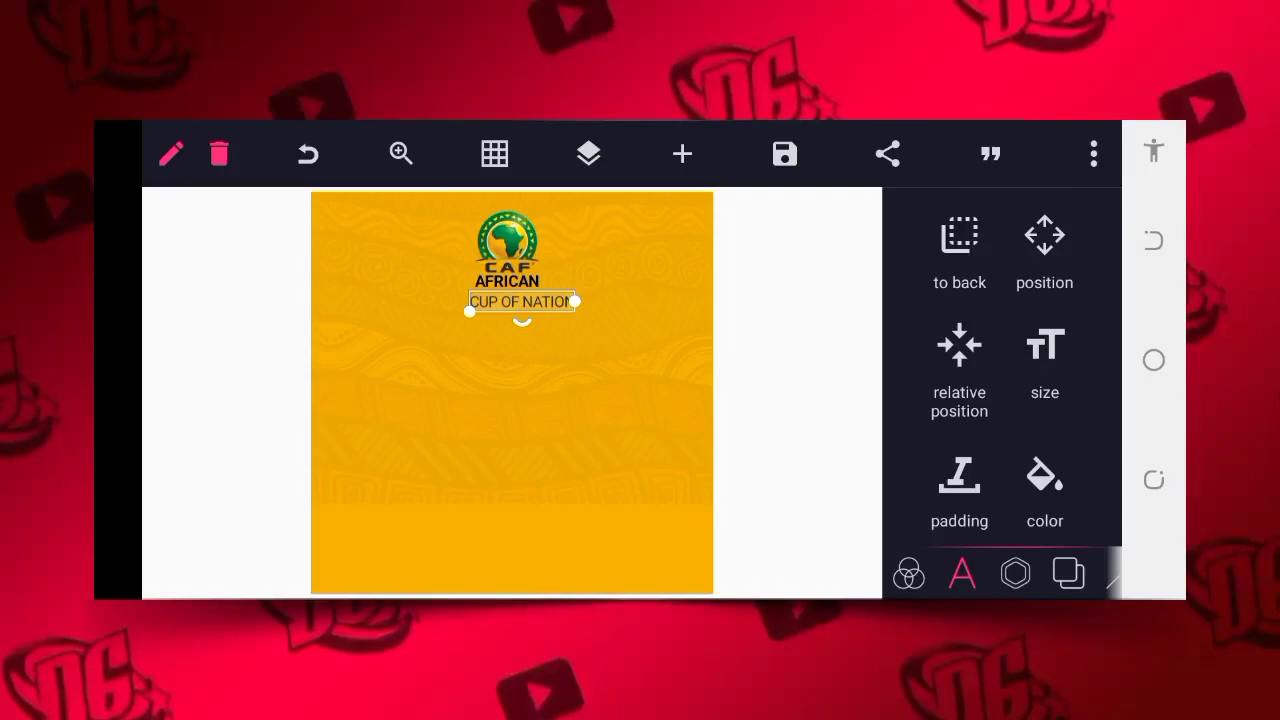 CAF
AFRICAN
CUP OF NATION
to back
position
relative
position
size
padding
color